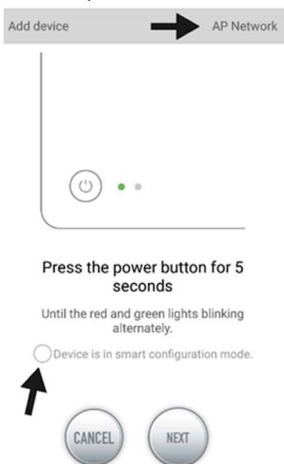 Add device AP Network
Press the power button for 5
seconds
Until the red and green lights blinking
alternately.
Device is in smart configuration mode.
CANCEL NEXT